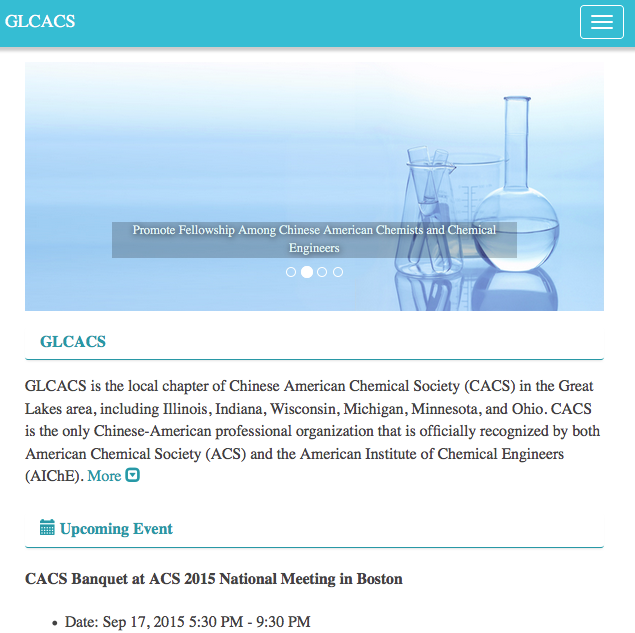 GLCACS
Promote Fellowship Among Chinese American Chemists and Chemical
Engineers
GLCACS
GLCACS is the local chapter of Chinese American Chemical Society (CACS) in the Great
Lakes area, including Illinois, Indiana, Wisconsin, Michigan, Minnesota, and Ohio. CACS
is the only Chinese-American professional organization that is officially recognized by both
American Chemical Society (ACS) and the American Institute of Chemical Engineers
(AIChE). More
Upcoming Event
CACS Banquet at ACS 2015 National Meeting in Boston
• Date: Sep 17, 2015 5:30 PM - 9:30 PM